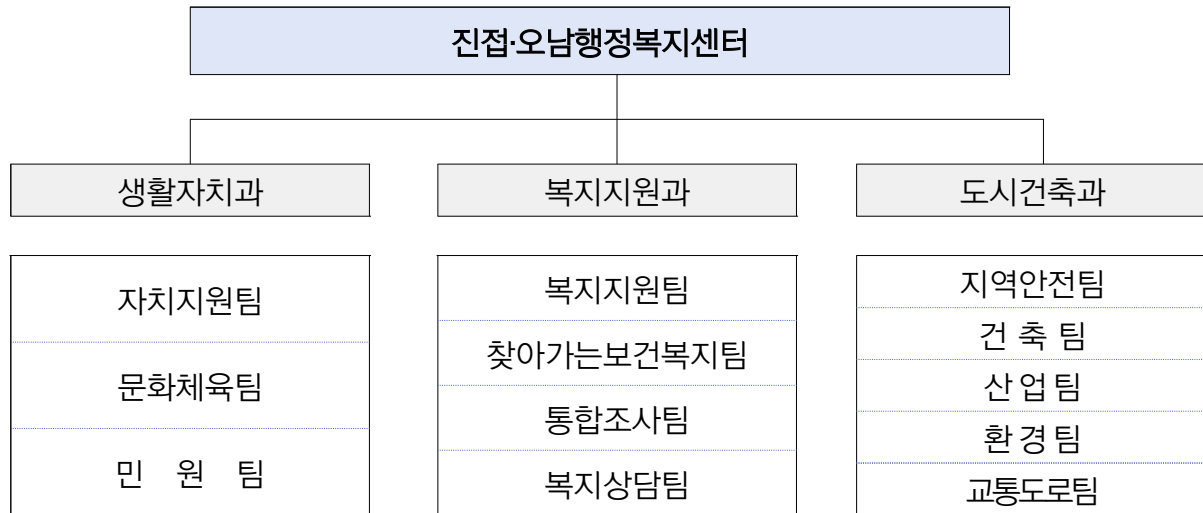 진접·오남행정복지센터
생활자치과
자치지원팀
문화체육팀
민 원 팀
복지지원과
복지지원팀
찾아가는보건복지팀
통합조사팀
복지상담팀
도시건축과
지역안전팀
건 축 팀
산 업 팀
환 경 팀
교통도로팀